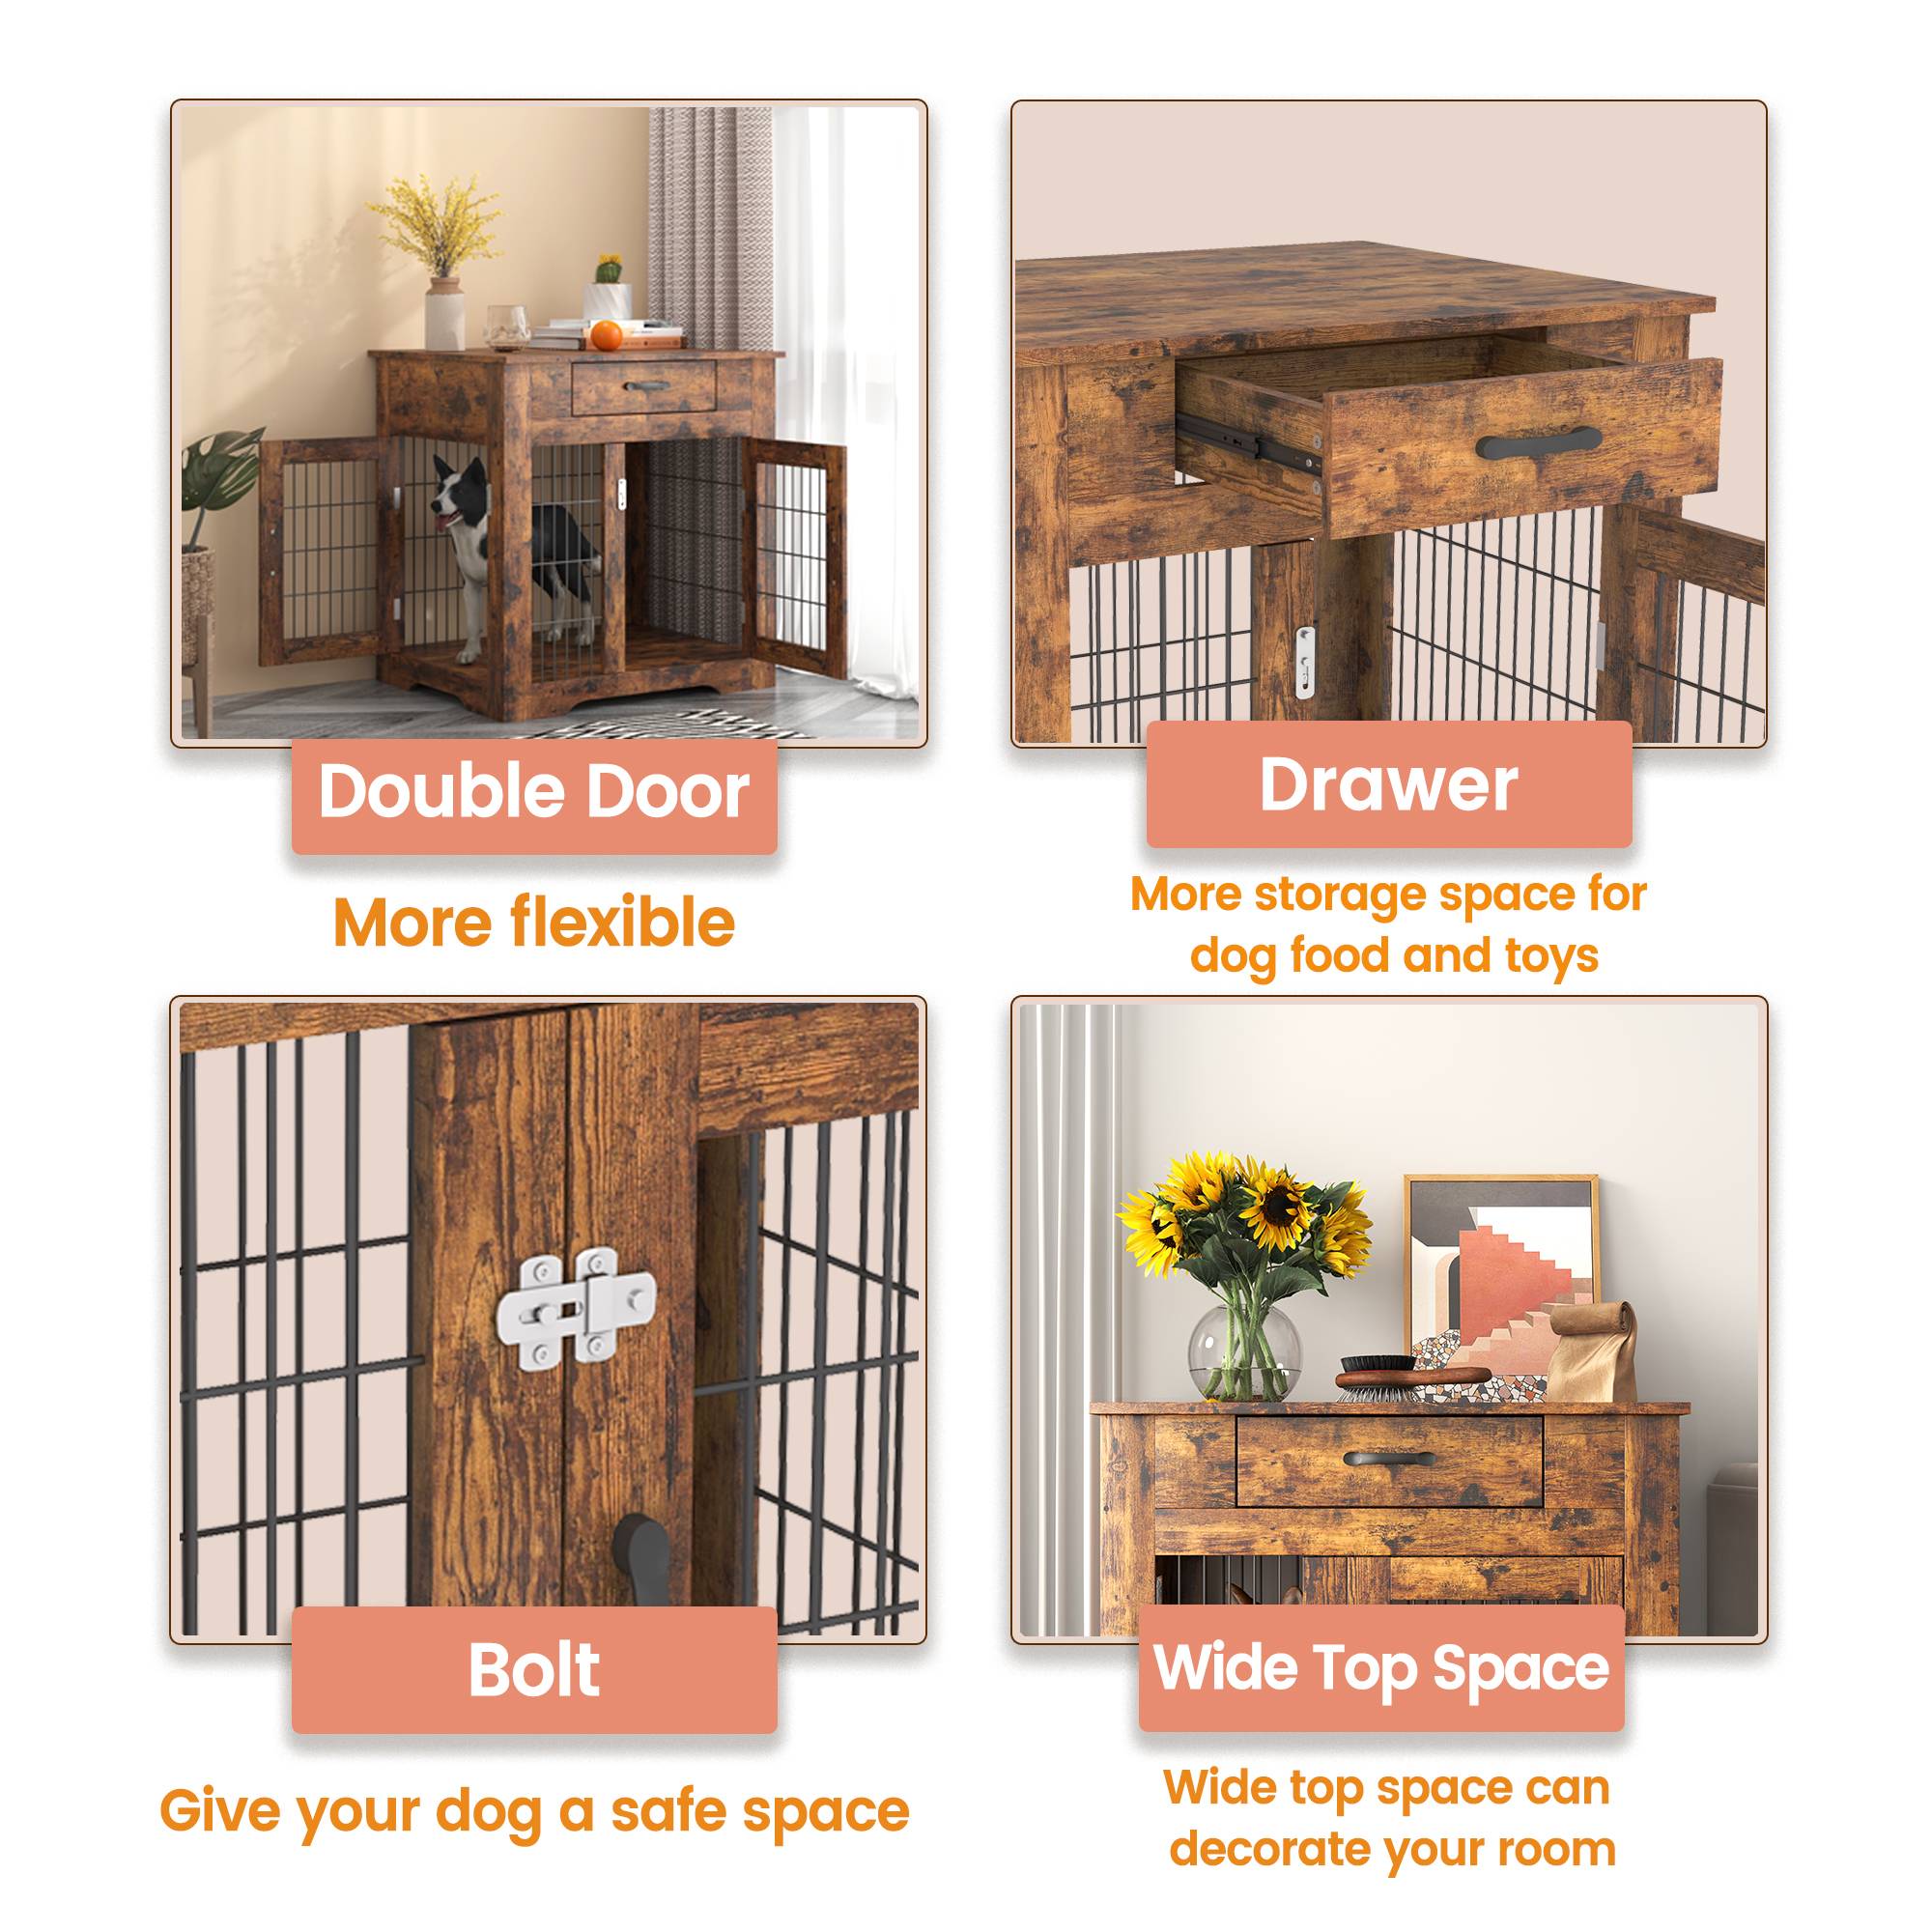 Double Door
More flexible
Drawer
More storage space for
dog food and toys
Bolt
Give your dog a safe space
Wide Top Space
Wide top space can
decorate your room